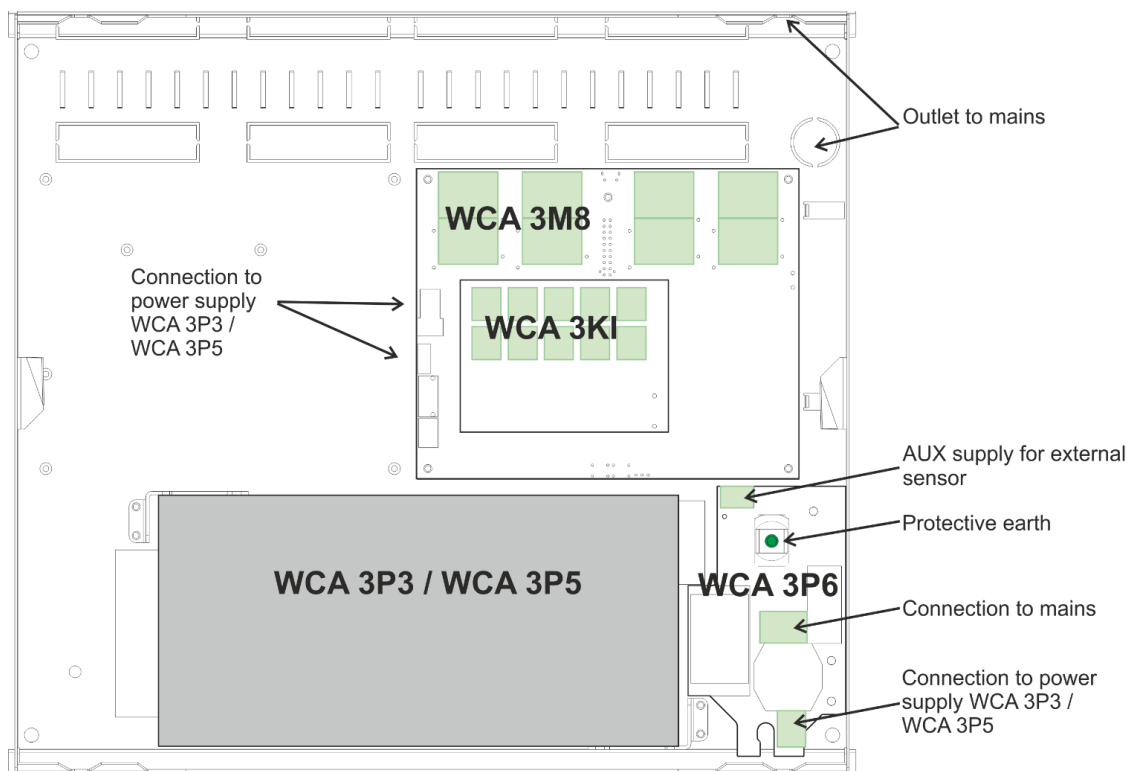 Outlet to mains
WCA 3M8
Connection to
power supply
WCA 3P3 /
WCA 3P5
WCA 3KI
AUX supply for external
sensor
Protective earth
WCA 3P3 / WCA 3P5
WCA 3P6
Connection to mains
Connection to power
supply WCA 3P3 /
WCA 3P5